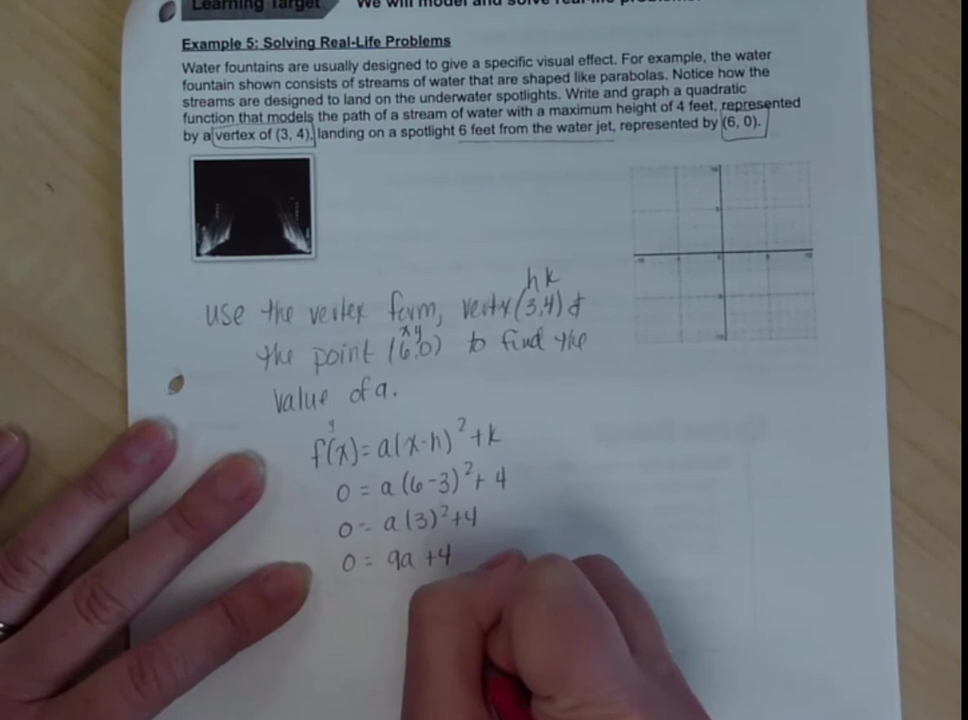 Learning Target We will model and solve real-life problems.
Example 5: Solving Real-Life Problems
Water fountains are usually designed to give a specific visual effect. For example, the water
fountain shown consists of streams of water that are shaped like parabolas. Notice how the
streams are designed to land on the underwater spotlights. Write and graph a quadratic
function that models the path of a stream of water with a maximum height of 4 feet, represented
by a vertex of (3, 4), landing on a spotlight 6 feet from the water jet, represented by (6, 0).
h k
use the vertex form, vertx (3,4) &
x y
the point (6,0) to find the
value of a.
y
f(x) = a(x-h)² + k
0 = a(6-3)² + 4
0 = a(3)² + 4
0 = 9a + 4